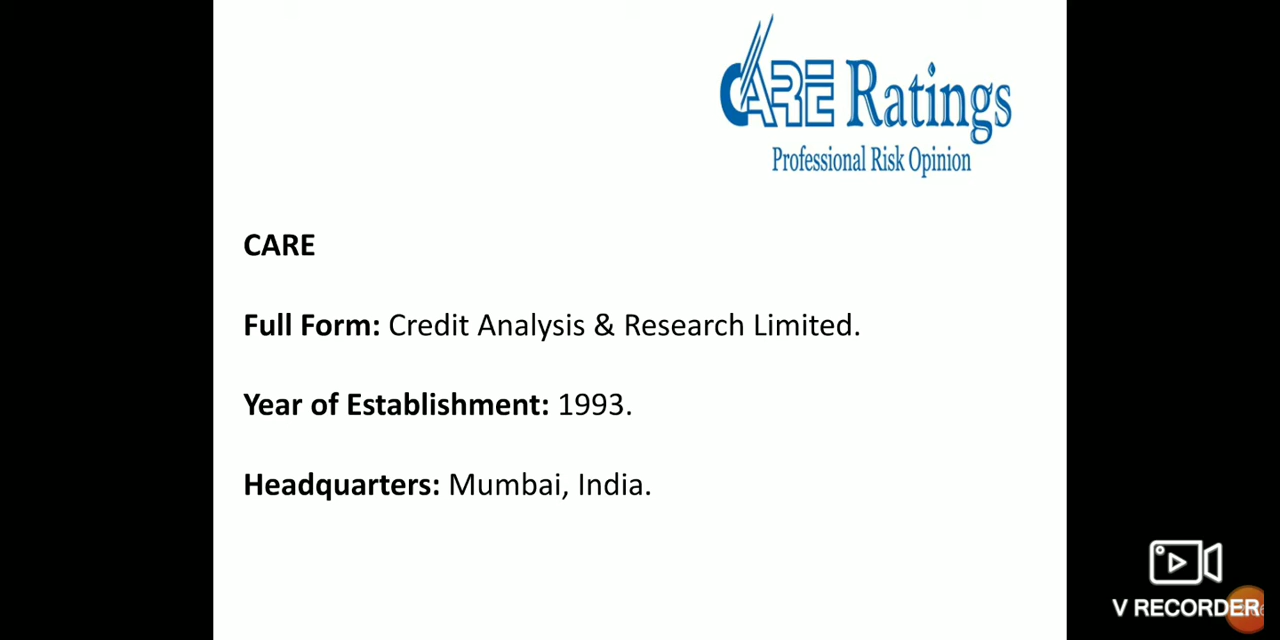 CARE Ratings
Professional Risk Opinion
CARE
Full Form: Credit Analysis & Research Limited.
Year of Establishment: 1993.
Headquarters: Mumbai, India.
V RECORDER